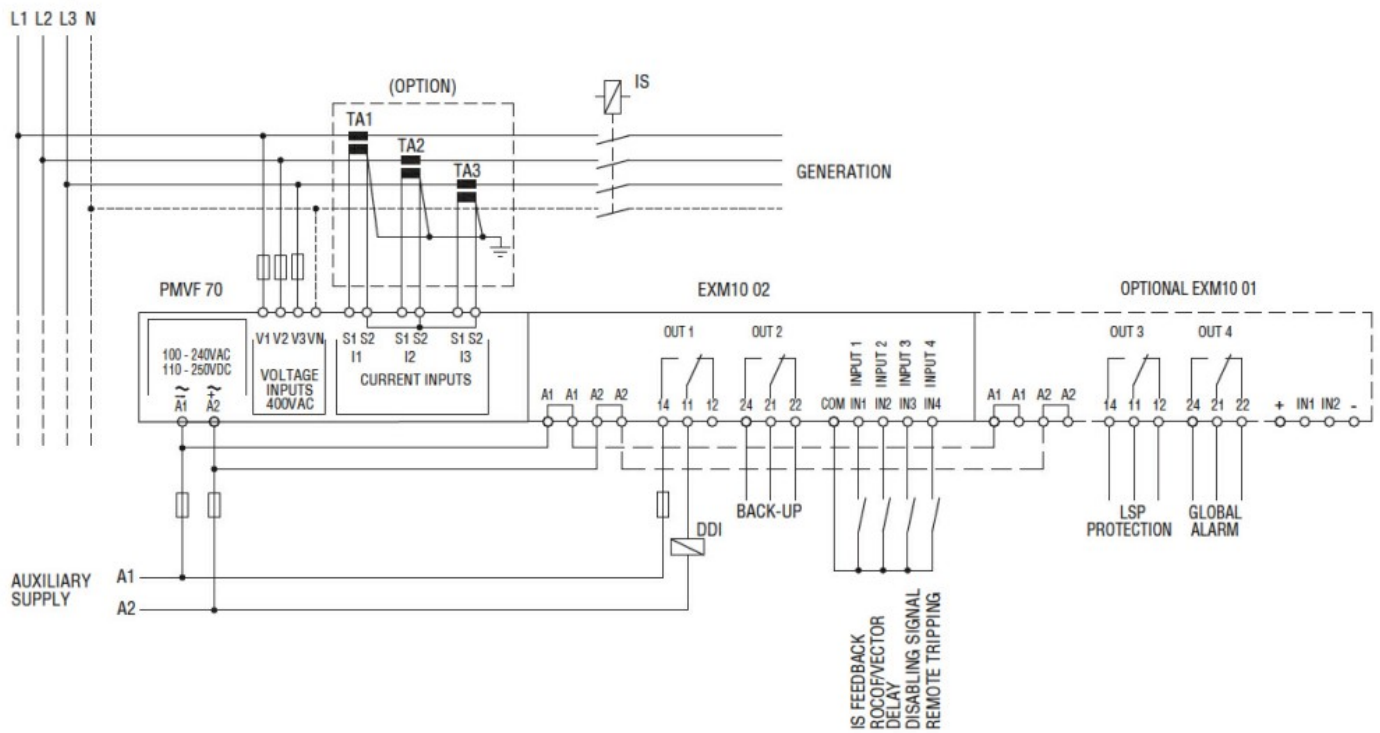 L1 L2 L3 N
(OPTION)
IS
TA1
TA2
TA3
GENERATION
PMVF 70
EXM10 02
OPTIONAL EXM10 01
100 - 240VAC
110 - 250VDC
~
~
-
+
A1
A2
V1 V2 V3 VN
VOLTAGE
INPUTS
400VAC
S1 S2
S1 S2
S1 S2
I1
I2
I3
CURRENT INPUTS
OUT 1
OUT 2
INPUT 1
INPUT 2
INPUT 3
INPUT 4
OUT 3
OUT 4
A1 A1 A2 A2
14 11 12
24 21 22
COM IN1 IN2 IN3 IN4
A1 A1 A2 A2
14 11 12
24 21 22
+ IN1 IN2 -
BACK-UP
LSP
PROTECTION
GLOBAL
ALARM
DDI
AUXILIARY
SUPPLY
A1
A2
IS FEEDBACK
ROCOF/VECTOR
DELAY
DISABLING SIGNAL
REMOTE TRIPPING